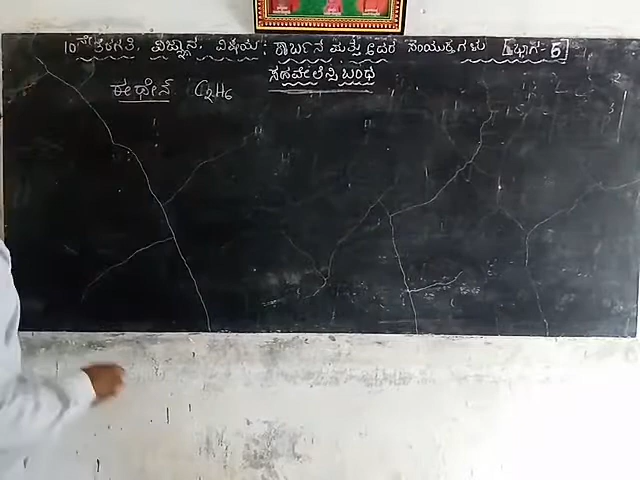 10ನೇ ತರಗತಿ. ವಿಜ್ಞಾನ. ವಿಷಯ: ಕಾರ್ಬನ ಮತ್ತು ಅದರ ಸಂಯುಕ್ತಗಳು [ಭಾಗ-5]
ಸಹವೇಲೆನ್ಸಿ ಬಂಧ
ಈಥೇನ್ C₂H₆